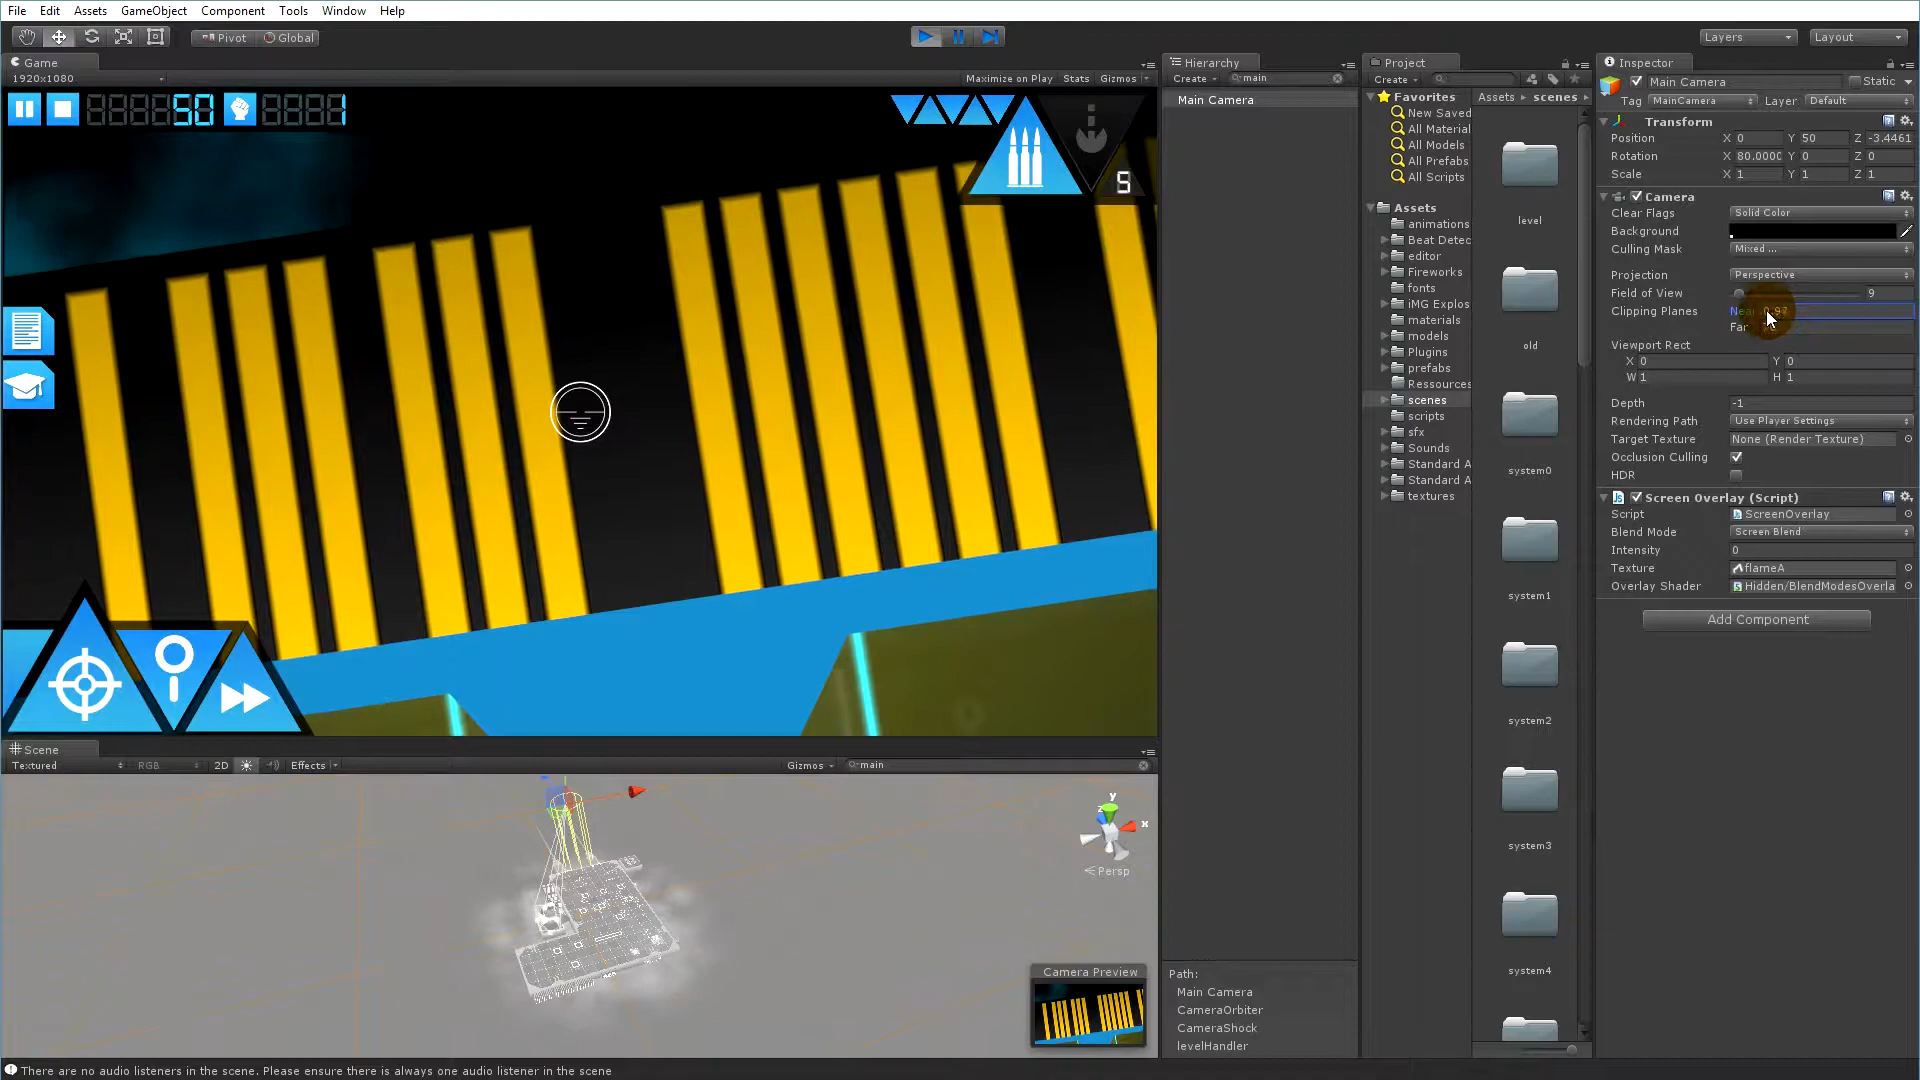 File Edit Assets GameObject Component Tools Window Help
Pivot Global
Layers Layout
Game
1920x1080
Maximize on Play Stats Gizmos
50
1
5
Scene
Textured RGB 2D Effects Gizmos main
y
x
z
Persp
Camera Preview
Hierarchy
Create main
Main Camera
Path:
Main Camera
CameraOrbiter
CameraShock
levelHandler
Project
Create
Favorites
New Saved
All Material
All Models
All Prefabs
All Scripts
Assets
animations
Beat Detec
editor
Fireworks
fonts
iMG Explos
materials
models
Plugins
prefabs
Ressources
scenes
scripts
sfx
Sounds
Standard A
Standard A
textures
Assets scenes
level
old
system0
system1
system2
system3
system4
Inspector
Main Camera Static
Tag MainCamera Layer Default
Transform
Position X 0 Y 50 Z -3.4461
Rotation X 80.0000 Y 0 Z 0
Scale X 1 Y 1 Z 1
Camera
Clear Flags Solid Color
Background
Culling Mask Mixed ...
Projection Perspective
Field of View 9
Clipping Planes
Far
Viewport Rect
X 0 Y 0
W 1 H 1
Depth -1
Rendering Path Use Player Settings
Target Texture None (Render Texture)
Occlusion Culling
HDR
Screen Overlay (Script)
Script ScreenOverlay
Blend Mode Screen Blend
Intensity 0
Texture flameA
Overlay Shader Hidden/BlendModesOverla
Add Component
There are no audio listeners in the scene. Please ensure there is always one audio listener in the scene